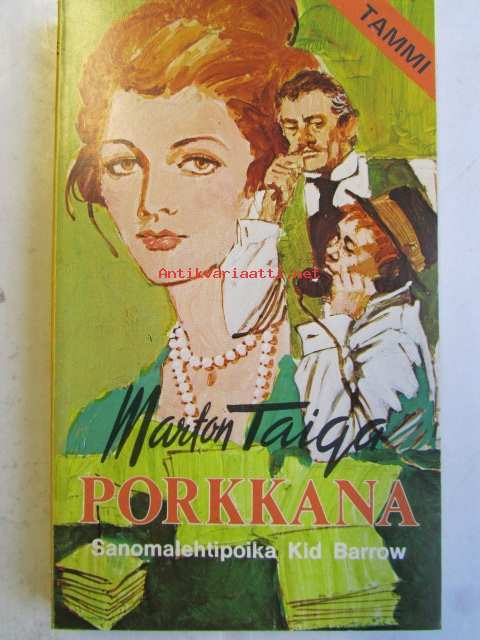 TAMMI
Antikvariaatti.net
Marton Taiga
PORKKANA
Sanomalehtipoika Kid Barrow